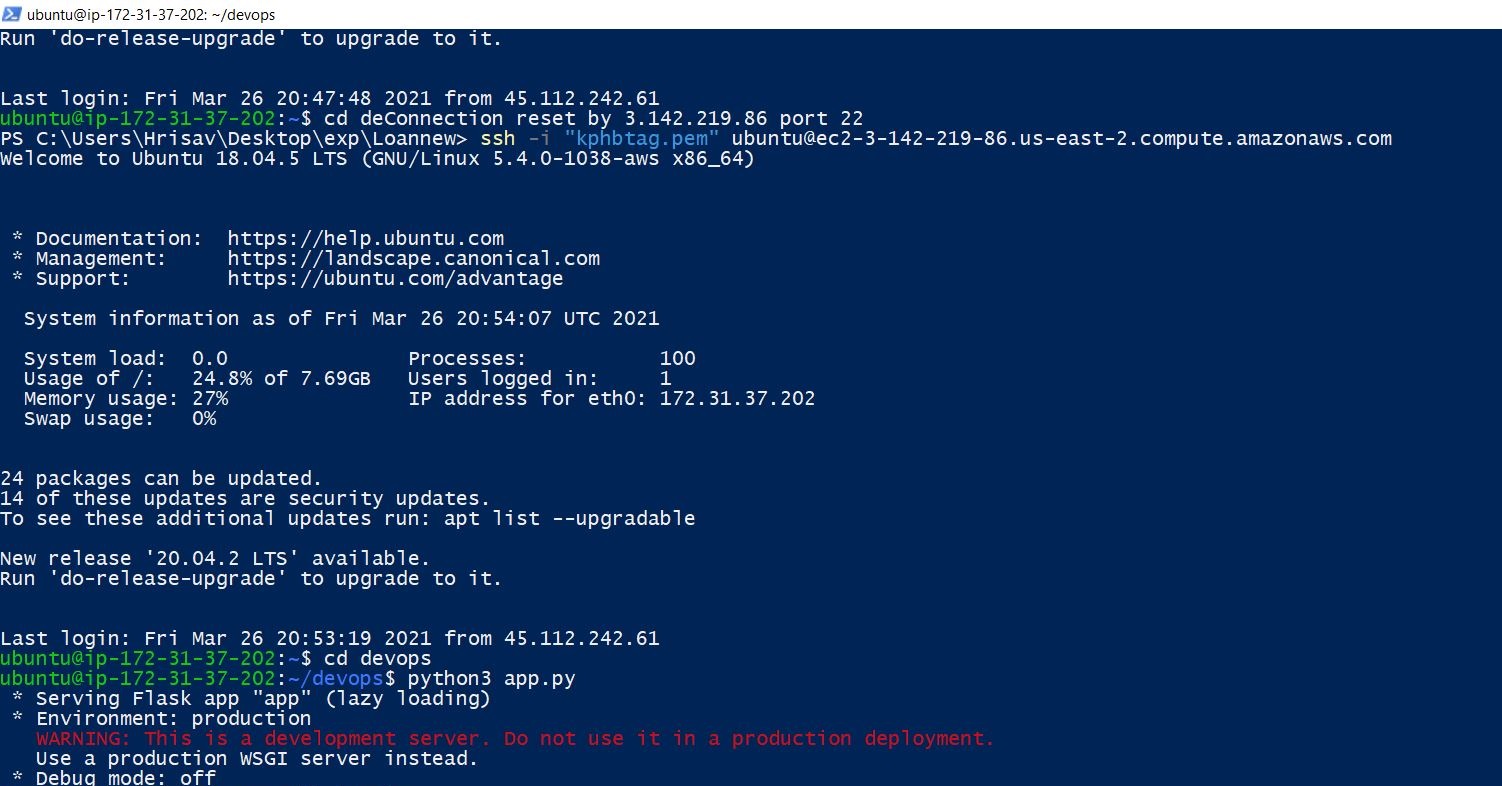 ubuntu@ip-172-31-37-202: ~/devops
Run 'do-release-upgrade' to upgrade to it.
Last login: Fri Mar 26 20:47:48 2021 from 45.112.242.61
ubuntu@ip-172-31-37-202:~$ cd deConnection reset by 3.142.219.86 port 22
PS C:\Users\Hrisav\Desktop\exp\Loannew> ssh -i "kphbtag.pem" ubuntu@ec2-3-142-219-86.us-east-2.compute.amazonaws.com
Welcome to Ubuntu 18.04.5 LTS (GNU/Linux 5.4.0-1038-aws x86_64)
* Documentation:  https://help.ubuntu.com
* Management:     https://landscape.canonical.com
* Support:        https://ubuntu.com/advantage
System information as of Fri Mar 26 20:54:07 UTC 2021
System load:  0.0               Processes:           100
Usage of /:   24.8% of 7.69GB   Users logged in:     1
Memory usage: 27%               IP address for eth0: 172.31.37.202
Swap usage:   0%
24 packages can be updated.
14 of these updates are security updates.
To see these additional updates run: apt list --upgradable
New release '20.04.2 LTS' available.
Run 'do-release-upgrade' to upgrade to it.
Last login: Fri Mar 26 20:53:19 2021 from 45.112.242.61
ubuntu@ip-172-31-37-202:~$ cd devops
ubuntu@ip-172-31-37-202:~/devops$ python3 app.py
* Serving Flask app "app" (lazy loading)
* Environment: production
WARNING: This is a development server. Do not use it in a production deployment.
Use a production WSGI server instead.
* Debug mode: off